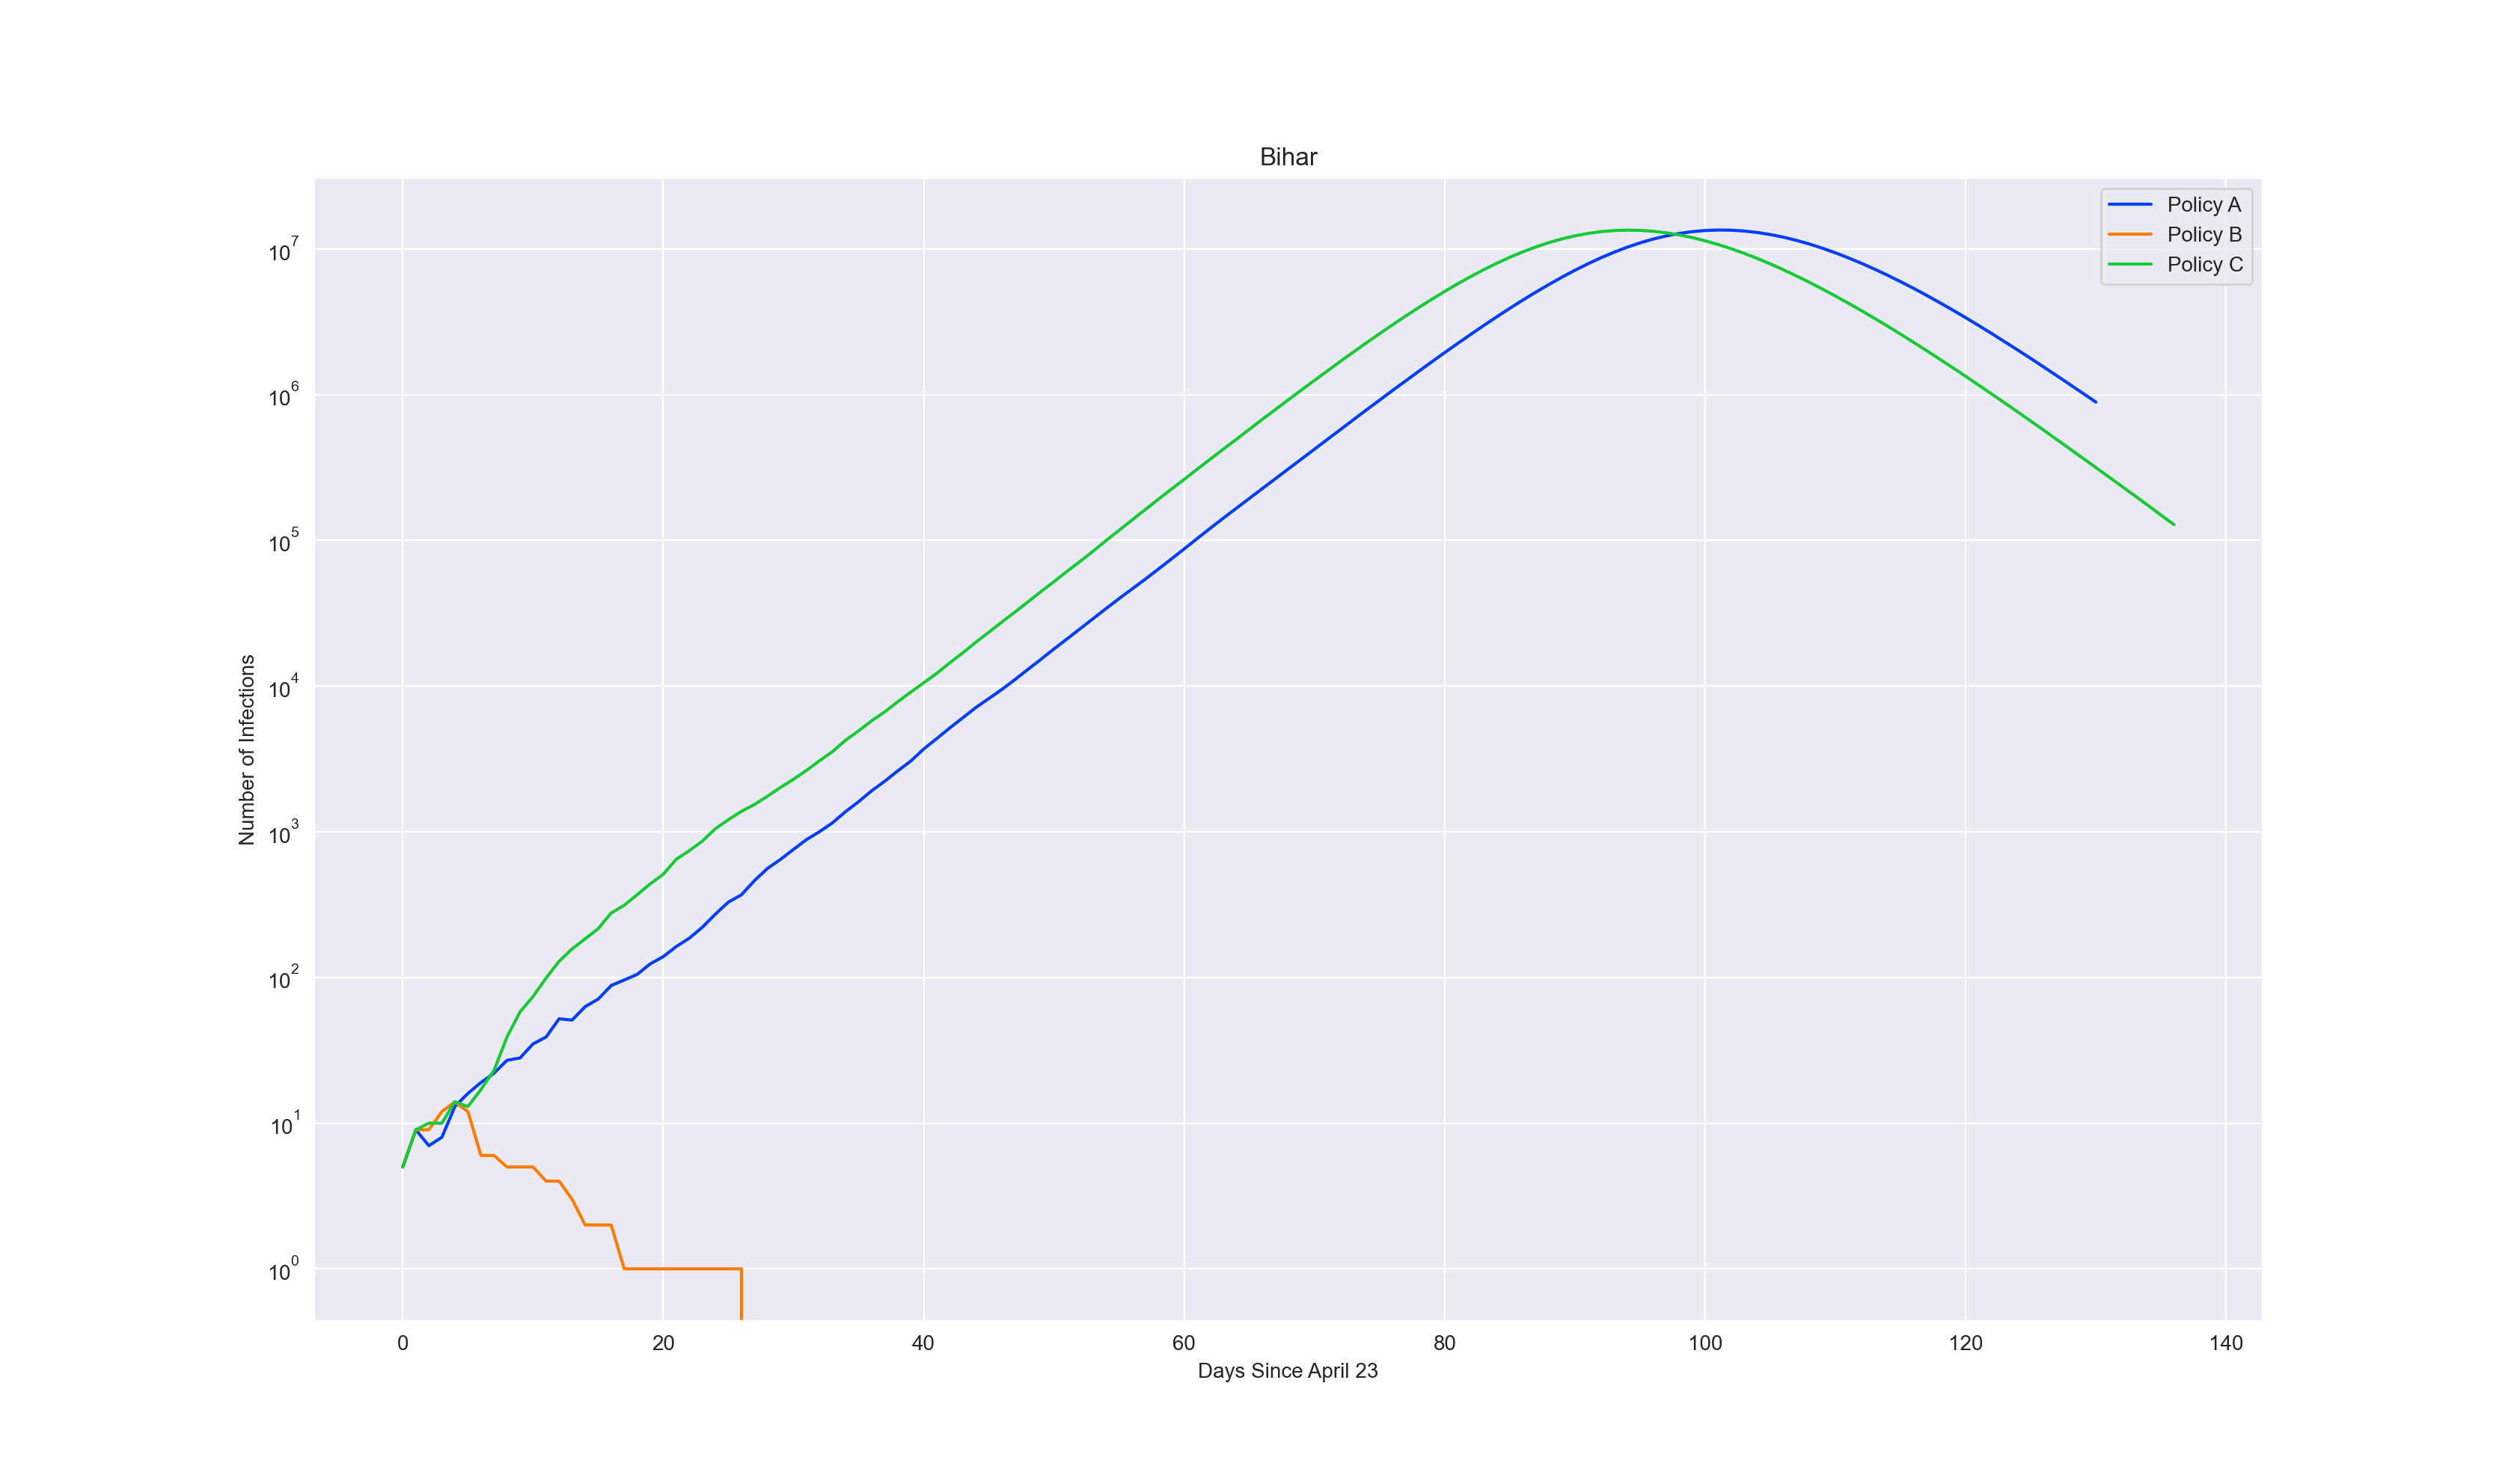 Bihar
Policy A
Policy B
Policy C
10^7
10^6
10^5
10^4
10^3
10^2
10^1
10^0
Number of Infections
0 20 40 60 80 100 120 140
Days Since April 23